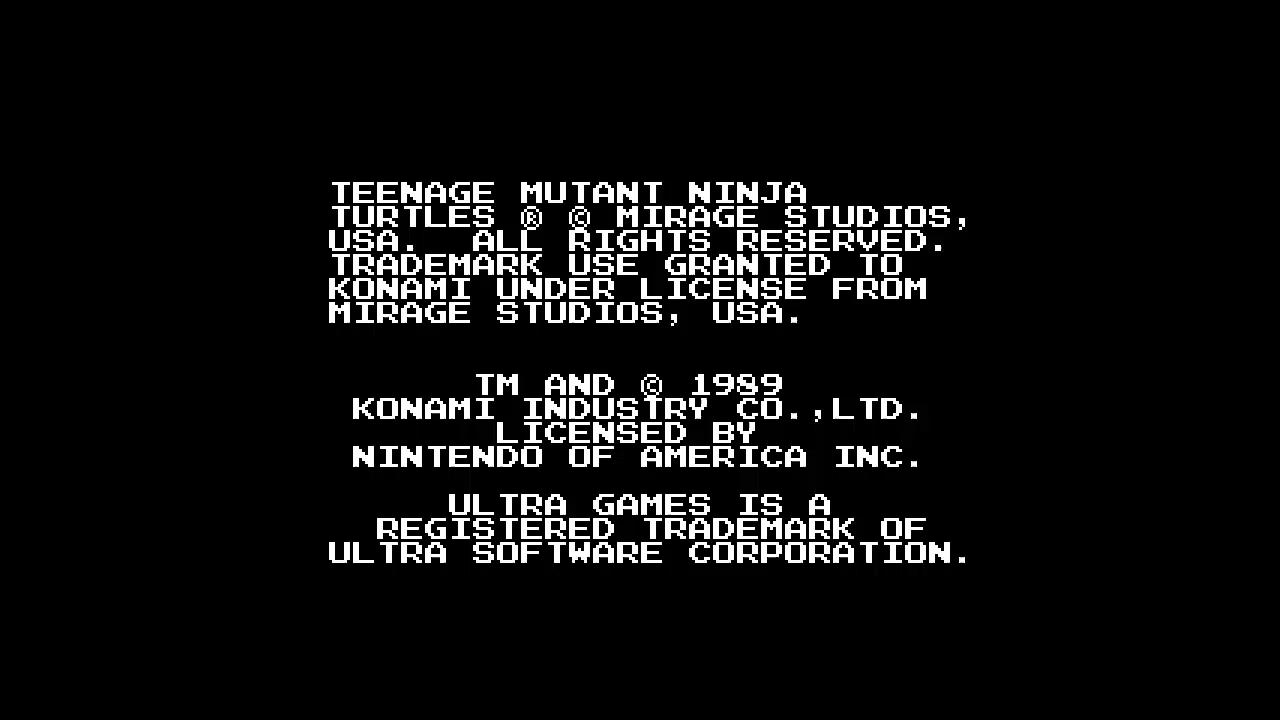 TEENAGE MUTANT NINJA
TURTLES ® © MIRAGE STUDIOS,
USA.  ALL RIGHTS RESERVED.
TRADEMARK USE GRANTED TO
KONAMI UNDER LICENSE FROM
MIRAGE STUDIOS, USA.
TM AND © 1989
KONAMI INDUSTRY CO.,LTD.
LICENSED BY
NINTENDO OF AMERICA INC.
ULTRA GAMES IS A
REGISTERED TRADEMARK OF
ULTRA SOFTWARE CORPORATION.